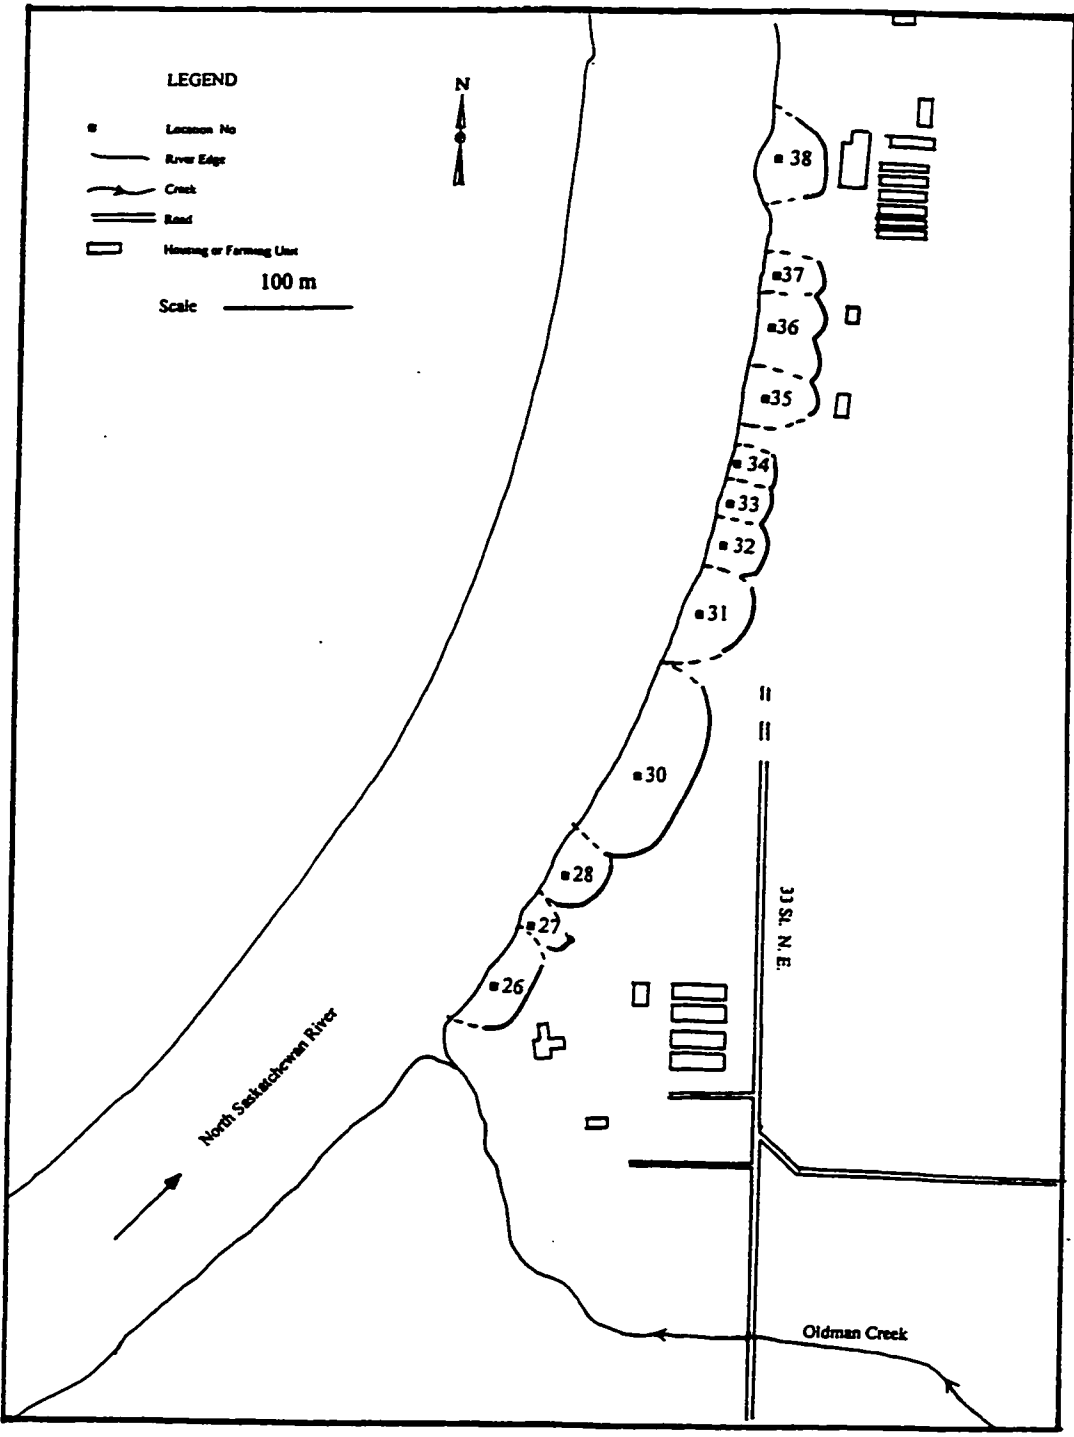 LEGEND
N
Location No
River Edge
Creek
Road
Housing or Farming Unit
100 m
Scale
38
37
36
35
34
33
32
31
30
28
27
26
33 St. N. E.
North Saskatchewan River
Oldman Creek